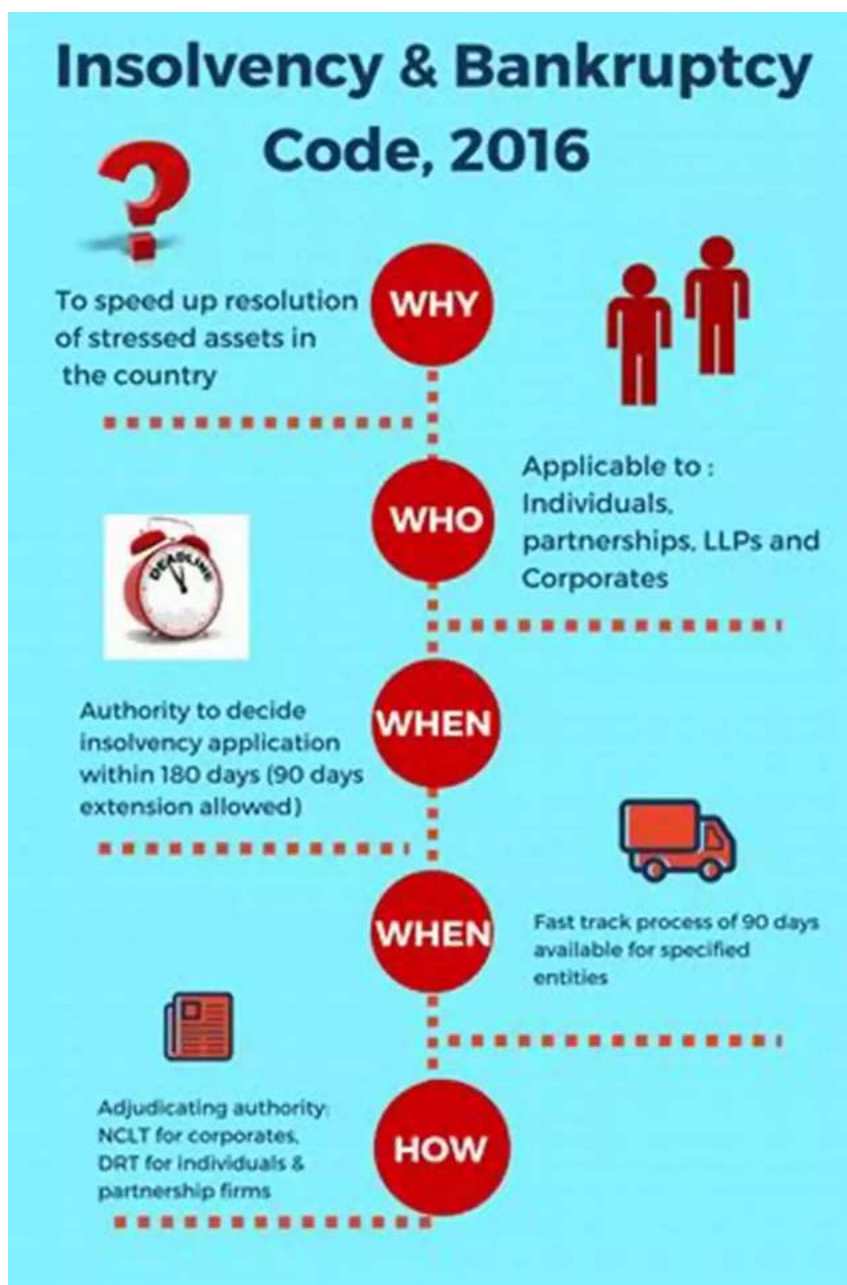 Insolvency & Bankruptcy
Code, 2016
WHY
To speed up resolution
of stressed assets in
the country
WHO
Applicable to :
Individuals,
partnerships, LLPs and
Corporates
DEADLINE
WHEN
Authority to decide
insolvency application
within 180 days (90 days
extension allowed)
WHEN
Fast track process of 90 days
available for specified
entities
HOW
Adjudicating authority:
NCLT for corporates,
DRT for individuals &
partnership firms